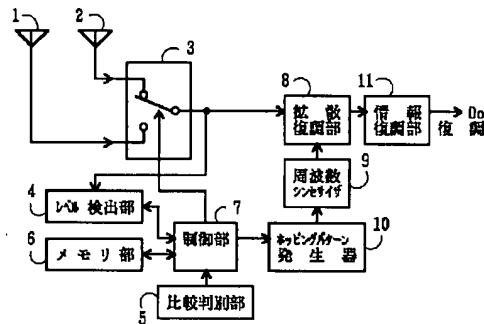 1
2
3
8
11
拡散
復調部
情報
復調部
Do
復調
周波数
シンセサイザ
9
4
レベル検出部
7
6
メモリ部
制御部
ホッピングパターン
発生器
10
5
比較判別部